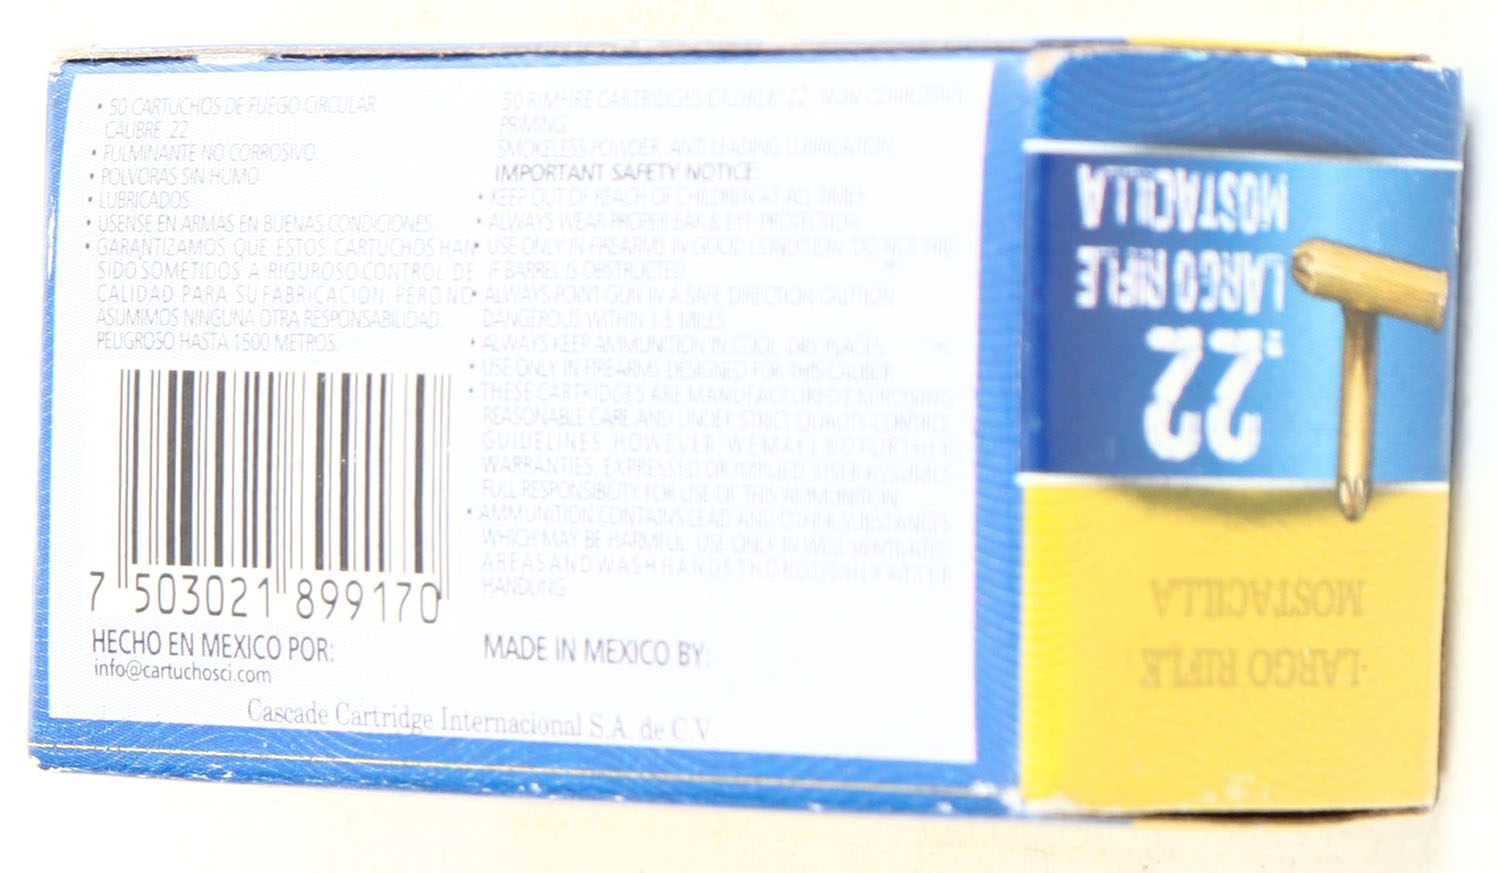 • 50 CARTUCHOS DE FUEGO CIRCULAR
CALIBRE .22
• FULMINANTE NO CORROSIVO.
• POLVORAS SIN HUMO
• LUBRICADOS
• USENSE EN ARMAS EN BUENAS CONDICIONES.
• GARANTIZAMOS QUE ESTOS CARTUCHOS HAN
SIDO SOMETIDOS A RIGUROSO CONTROL DE
CALIDAD PARA SU FABRICACION, PERO NO
ASUMIMOS NINGUNA OTRA RESPONSABILIDAD.
PELIGROSO HASTA 1500 METROS.
7 503021 899170
HECHO EN MEXICO POR:
info@cartuchosci.com
50 RIMFIRE CARTRIDGES CALIBER .22 NON CORROSIVE
PRIMING
SMOKELESS POWDER, ANTI LEADING LUBRICATION
IMPORTANT SAFETY NOTICE:
• KEEP OUT OF REACH OF CHILDREN AT ALL TIMES
• ALWAYS WEAR PROPER EAR & EYE PROTECTION
• USE ONLY IN FIREARMS IN GOOD CONDITION, DO NOT FIRE
IF BARREL IS OBSTRUCTED
• ALWAYS POINT GUN IN A SAFE DIRECTION CAUTION
DANGEROUS WITHIN 1.5 MILES
• ALWAYS KEEP AMMUNITION IN COOL DRY PLACES
• USE ONLY IN FIREARMS DESIGNED FOR THIS CALIBER
• THESE CARTRIDGES ARE MANUFACTURED EXERCISING
REASONABLE CARE AND UNDER STRICT QUALITY CONTROL
GUIDELINES. HOWEVER WE MAKE NO FURTHER
WARRANTIES, EXPRESSED OR IMPLIED. USER ASSUMES
FULL RESPONSIBILITY FOR USE OF THIS AMMUNITION
• AMMUNITION CONTAINS LEAD AND OTHER SUBSTANCES
WHICH MAY BE HARMFUL. USE ONLY IN WELL VENTILATED
AREAS AND WASH HANDS THOROUGHLY AFTER
HANDLING
MADE IN MEXICO BY:
Cascade Cartridge Internacional S.A. de C.V.
LARGO RIFLE
MOSTACILLA
.22
LARGO RIFLE
MOSTACILLA